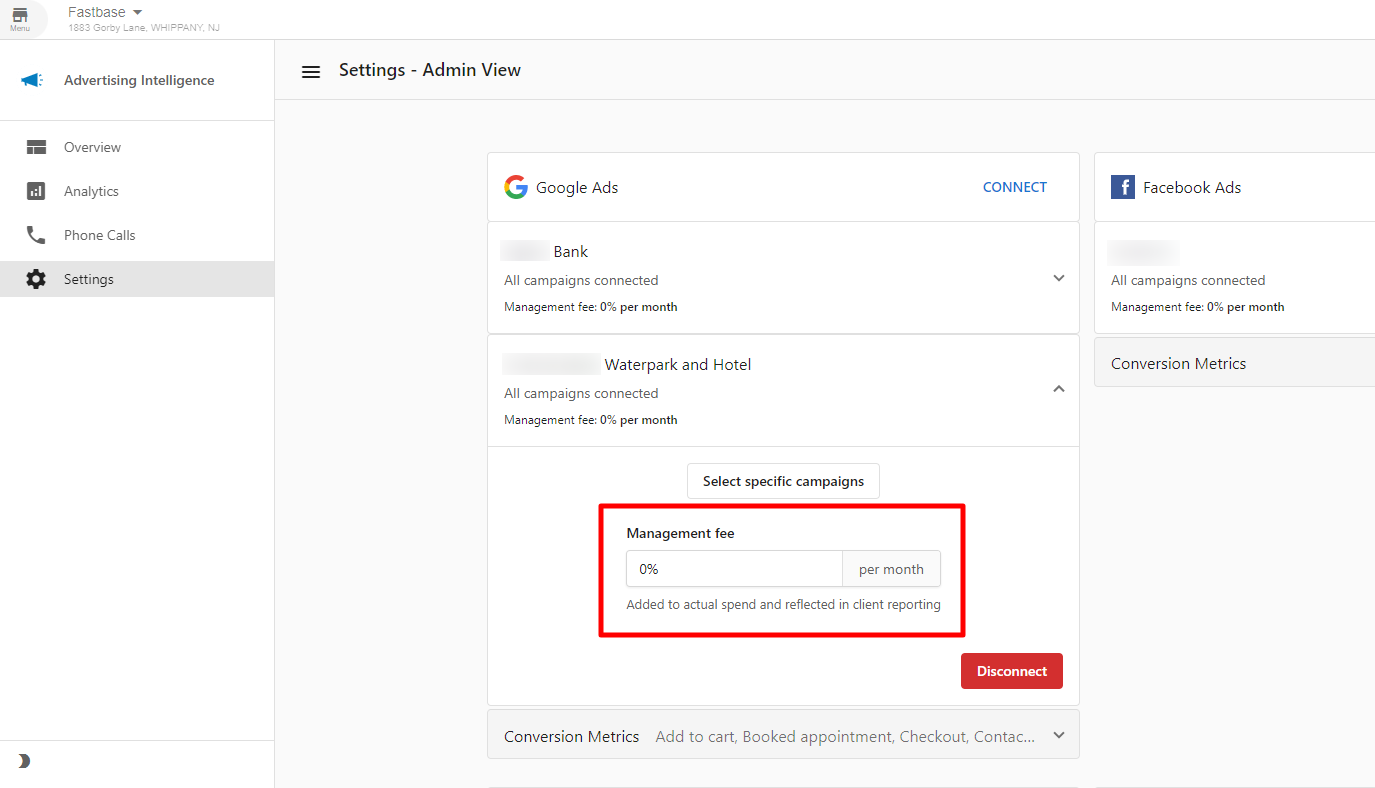 Menu
Fastbase
1883 Gorby Lane, WHIPPANY, NJ
Advertising Intelligence
Overview
Analytics
Phone Calls
Settings
Settings - Admin View
Google Ads
CONNECT
Bank
All campaigns connected
Management fee: 0% per month
Waterpark and Hotel
All campaigns connected
Management fee: 0% per month
Select specific campaigns
Management fee
0%
per month
Added to actual spend and reflected in client reporting
Disconnect
Conversion Metrics Add to cart, Booked appointment, Checkout, Contac...
Facebook Ads
All campaigns connected
Management fee: 0% per month
Conversion Metrics